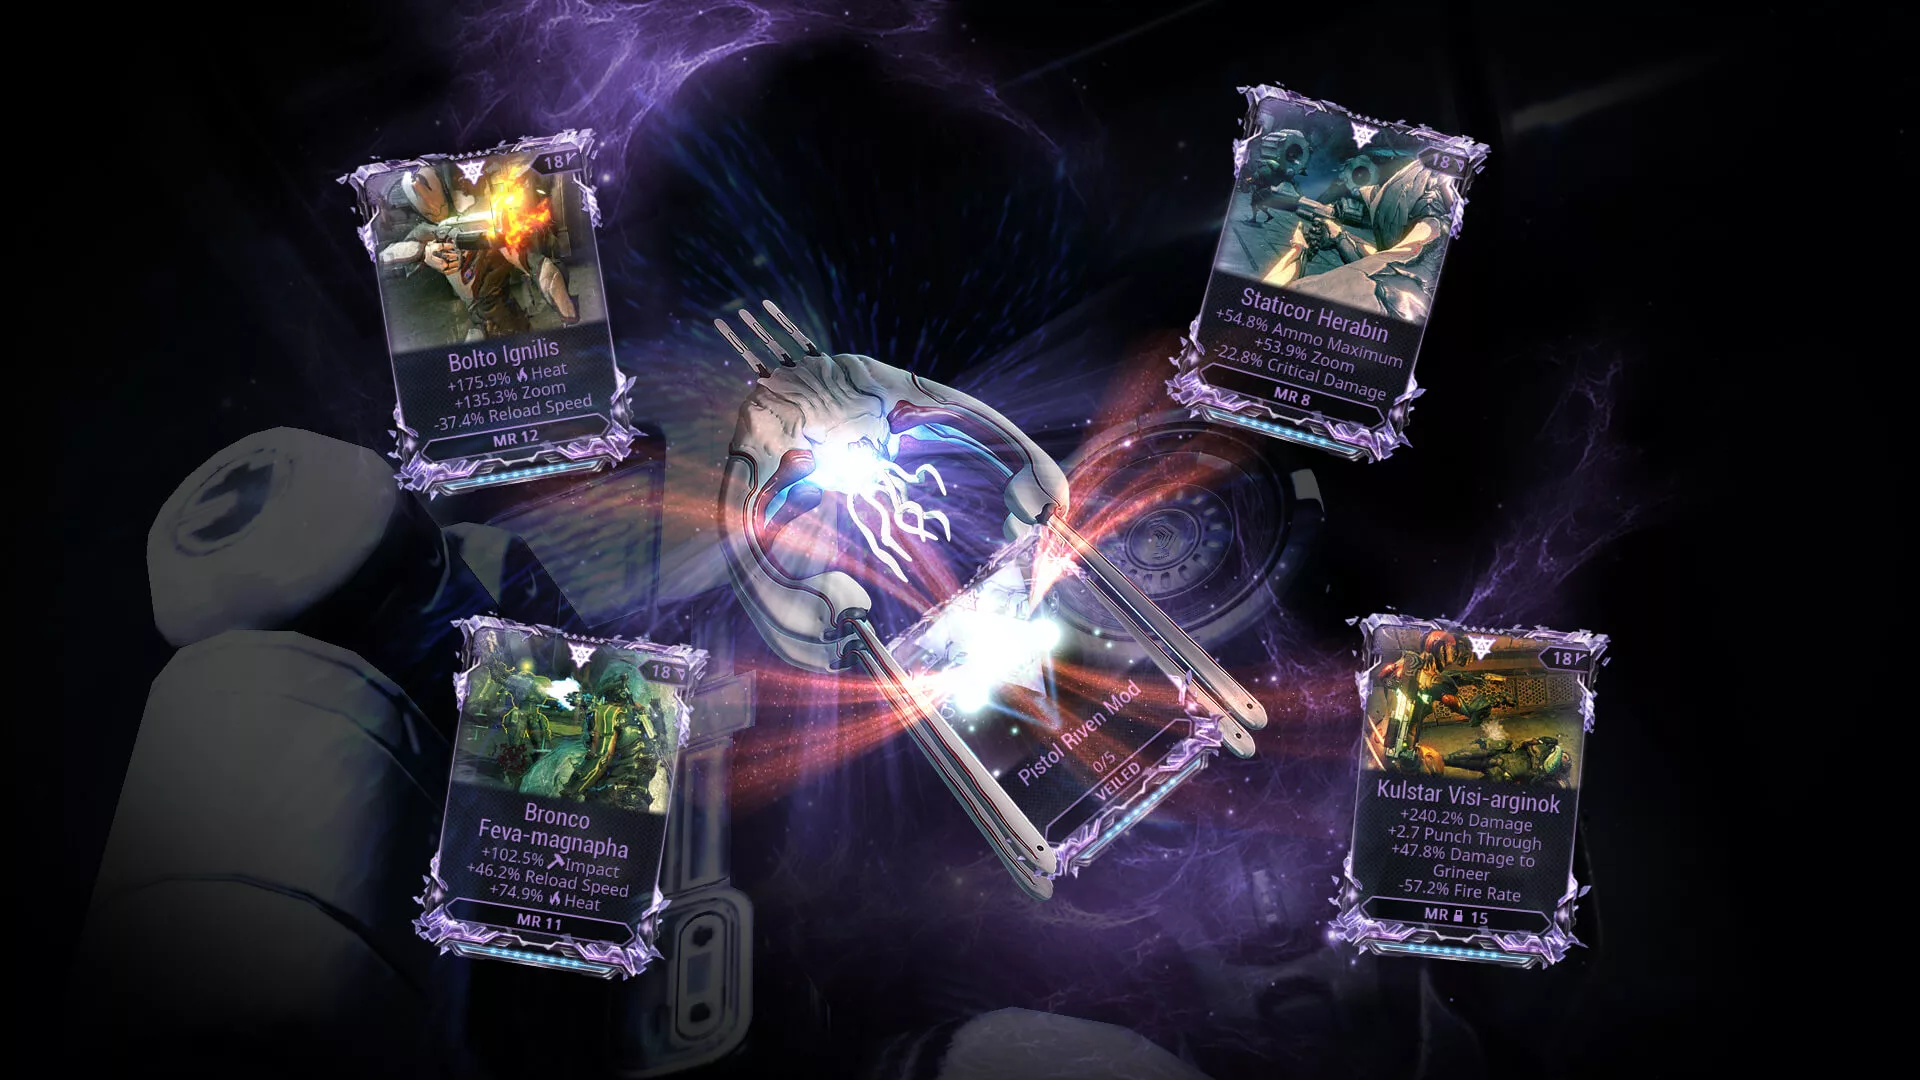 18
Bolto Ignilis
+175.9% Heat
+135.3% Zoom
-37.4% Reload Speed
MR 12
18
Staticor Herabin
+54.8% Ammo Maximum
+53.9% Zoom
-22.8% Critical Damage
MR 8
18
Bronco
Feva-magnapha
+102.5% Impact
+46.2% Reload Speed
+74.9% Heat
MR 11
Pistol Riven Mod
0/5
VEILED
18
Kulstar Visi-arginok
+240.2% Damage
+2.7 Punch Through
+47.8% Damage to
Grineer
-57.2% Fire Rate
MR 15